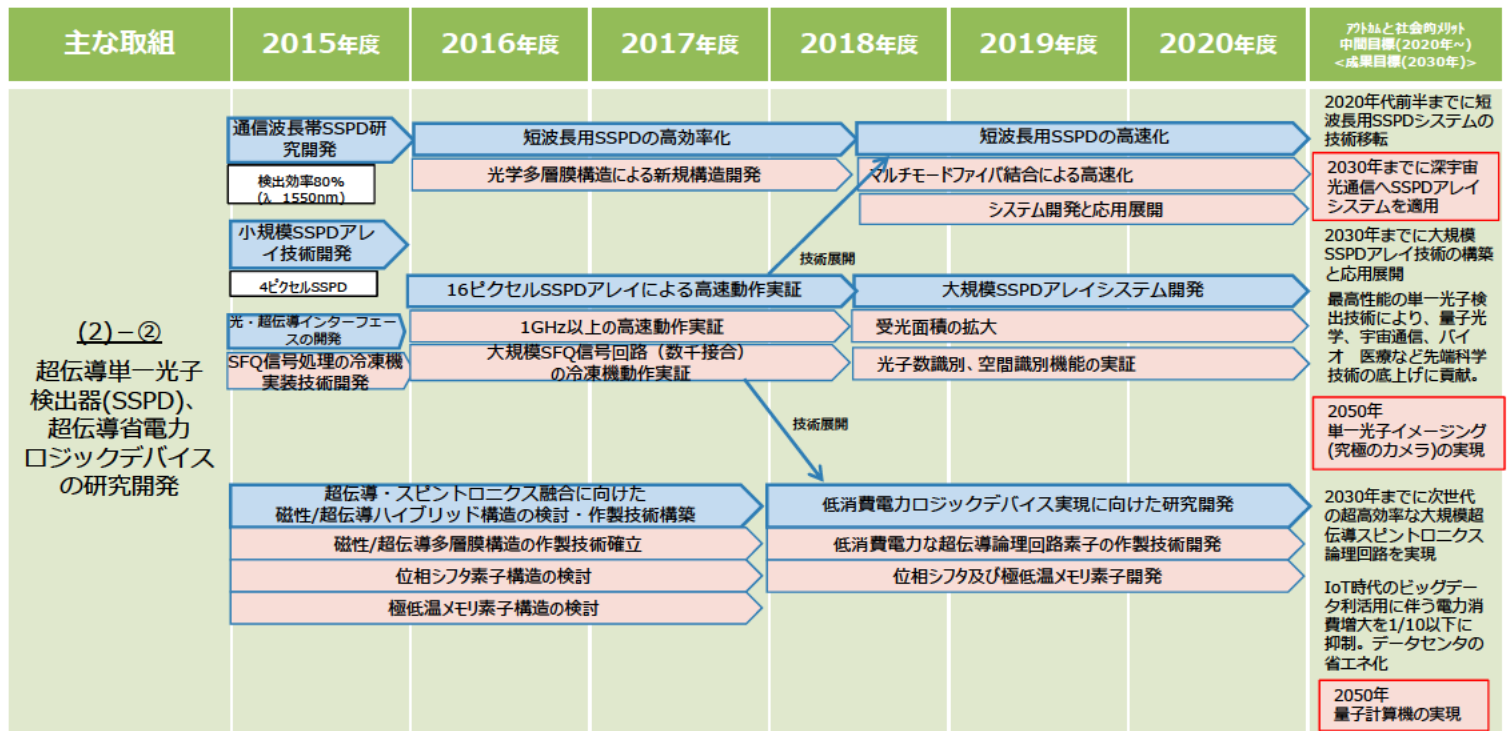 主な取組
2015年度
2016年度
2017年度
2018年度
2019年度
2020年度
ｱｳﾄｶﾑと社会的ﾒﾘｯﾄ
中間目標(2020年~)
<成果目標(2030年)>
(2)－②
超伝導単一光子
検出器(SSPD)、
超伝導省電力
ロジックデバイス
の研究開発
通信波長帯SSPD研
究開発
検出効率80%
(λ 1550nm)
小規模SSPDアレ
イ技術開発
4ピクセルSSPD
光・超伝導インターフェー
スの開発
SFQ信号処理の冷凍機
実装技術開発
短波長用SSPDの高効率化
光学多層膜構造による新規構造開発
短波長用SSPDの高速化
マルチモードファイバ結合による高速化
システム開発と応用展開
技術展開
16ピクセルSSPDアレイによる高速動作実証
1GHz以上の高速動作実証
大規模SFQ信号回路（数千接合）
の冷凍機動作実証
大規模SSPDアレイシステム開発
受光面積の拡大
光子数識別、空間識別機能の実証
技術展開
超伝導・スピントロニクス融合に向けた
磁性/超伝導ハイブリッド構造の検討・作製技術構築
磁性/超伝導多層膜構造の作製技術確立
位相シフタ素子構造の検討
極低温メモリ素子構造の検討
低消費電力ロジックデバイス実現に向けた研究開発
低消費電力な超伝導論理回路素子の作製技術開発
位相シフタ及び極低温メモリ素子開発
2020年代前半までに短
波長用SSPDシステムの
技術移転
2030年までに深宇宙
光通信へSSPDアレイ
システムを適用
2030年までに大規模
SSPDアレイ技術の構築
と応用展開
最高性能の単一光子検
出技術により、量子光
学、宇宙通信、バイ
オ 医療など先端科学
技術の底上げに貢献。
2050年
単一光子イメージング
(究極のカメラ)の実現
2030年までに次世代
の超高効率な大規模超
伝導スピントロニクス
論理回路を実現
IoT時代のビッグデー
タ利活用に伴う電力消
費増大を1/10以下に
抑制。データセンタの
省エネ化
2050年
量子計算機の実現